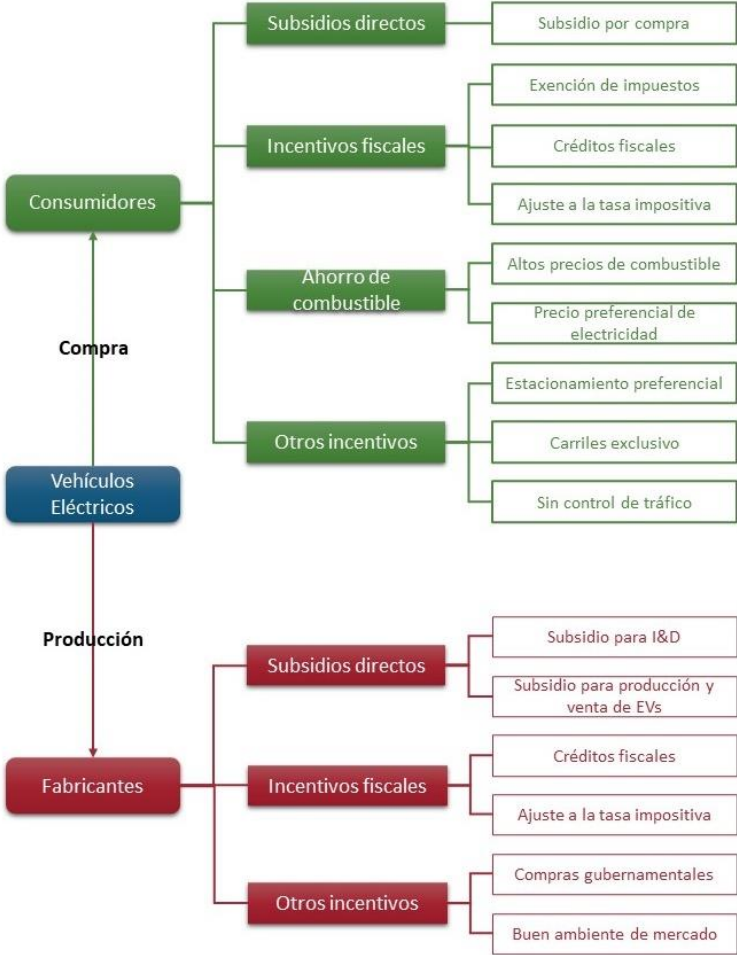 Subsidios directos
Subsidio por compra
Exención de impuestos
Incentivos fiscales
Créditos fiscales
Ajuste a la tasa impositiva
Consumidores
Ahorro de
combustible
Altos precios de combustible
Precio preferencial de
electricidad
Compra
Estacionamiento preferencial
Otros incentivos
Carriles exclusivo
Sin control de tráfico
Vehículos
Eléctricos
Producción
Subsidios directos
Subsidio para I&D
Subsidio para producción y
venta de EVs
Fabricantes
Incentivos fiscales
Créditos fiscales
Ajuste a la tasa impositiva
Otros incentivos
Compras gubernamentales
Buen ambiente de mercado